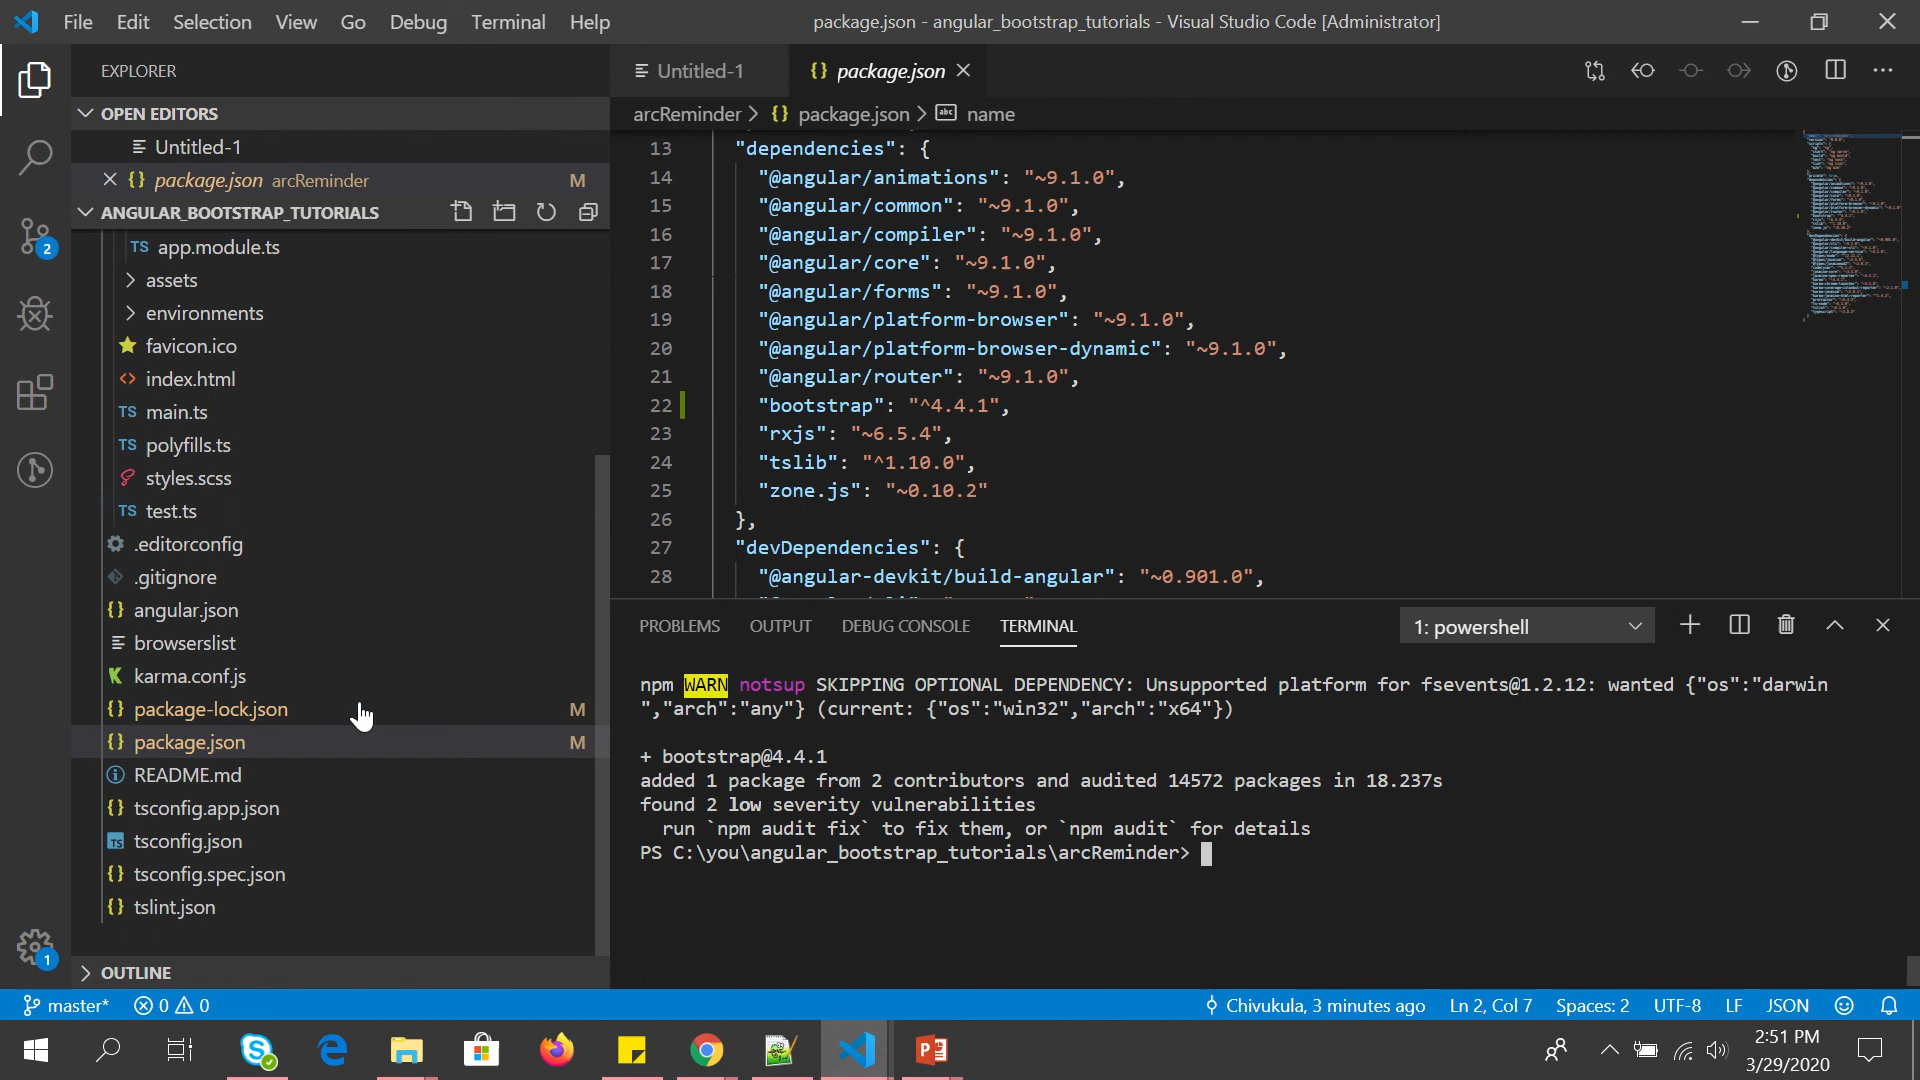 File Edit Selection View Go Debug Terminal Help
package.json - angular_bootstrap_tutorials - Visual Studio Code [Administrator]
EXPLORER
OPEN EDITORS
Untitled-1
package.json arcReminder M
ANGULAR_BOOTSTRAP_TUTORIALS
TS app.module.ts
assets
environments
favicon.ico
index.html
TS main.ts
TS polyfills.ts
styles.scss
TS test.ts
.editorconfig
.gitignore
{} angular.json
browserslist
karma.conf.js
{} package-lock.json M
{} package.json M
README.md
{} tsconfig.app.json
TS tsconfig.json
{} tsconfig.spec.json
{} tslint.json
OUTLINE
2
1
Untitled-1
{} package.json
arcReminder > {} package.json > abc name
13 "dependencies": {
14 "@angular/animations": "~9.1.0",
15 "@angular/common": "~9.1.0",
16 "@angular/compiler": "~9.1.0",
17 "@angular/core": "~9.1.0",
18 "@angular/forms": "~9.1.0",
19 "@angular/platform-browser": "~9.1.0",
20 "@angular/platform-browser-dynamic": "~9.1.0",
21 "@angular/router": "~9.1.0",
22 "bootstrap": "^4.4.1",
23 "rxjs": "~6.5.4",
24 "tslib": "^1.10.0",
25 "zone.js": "~0.10.2"
26 },
27 "devDependencies": {
28 "@angular-devkit/build-angular": "~0.901.0",
PROBLEMS OUTPUT DEBUG CONSOLE TERMINAL
1: powershell
npm WARN notsup SKIPPING OPTIONAL DEPENDENCY: Unsupported platform for fsevents@1.2.12: wanted {"os":"darwin
","arch":"any"} (current: {"os":"win32","arch":"x64"})
+ bootstrap@4.4.1
added 1 package from 2 contributors and audited 14572 packages in 18.237s
found 2 low severity vulnerabilities
run `npm audit fix` to fix them, or `npm audit` for details
PS C:\you\angular_bootstrap_tutorials\arcReminder>
master* 0 0
Chivukula, 3 minutes ago Ln 2, Col 7 Spaces: 2 UTF-8 LF JSON
2:51 PM
3/29/2020